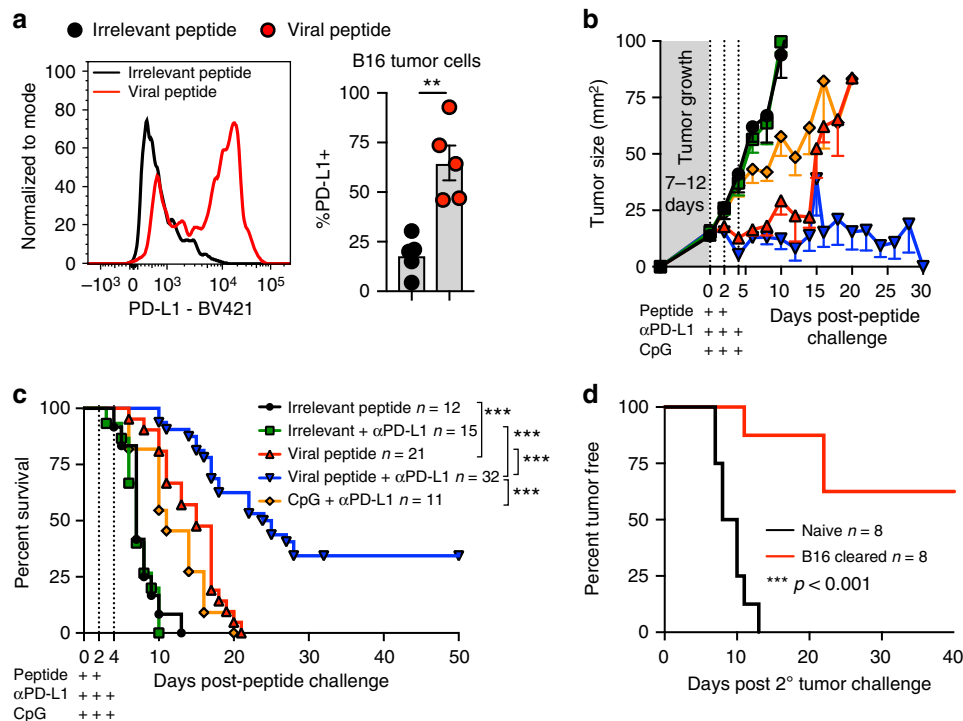 a
Irrelevant peptide
Viral peptide
Irrelevant peptide
Viral peptide
Normalized to mode
100
80
60
40
20
0
−10³ 0 10³ 10⁴ 10⁵
PD-L1 - BV421
B16 tumor cells
**
%PD-L1+
100
75
50
25
0
b
Tumor size (mm²)
100
75
50
25
0
Tumor growth
7–12
days
0 2 5 10 15 20 25 30
Peptide + +
αPD-L1 + + +
CpG + + +
Days post-peptide
challenge
c
Percent survival
100
75
50
25
0
Irrelevant peptide n = 12
Irrelevant + αPD-L1 n = 15
Viral peptide n = 21
Viral peptide + αPD-L1 n = 32
CpG + αPD-L1 n = 11
***
***
***
***
0 2 4 10 20 30 40 50
Peptide + +
αPD-L1 + + +
CpG + + +
Days post-peptide challenge
d
Percent tumor free
100
75
50
25
0
Naive n = 8
B16 cleared n = 8
*** p < 0.001
0 10 20 30 40
Days post 2° tumor challenge